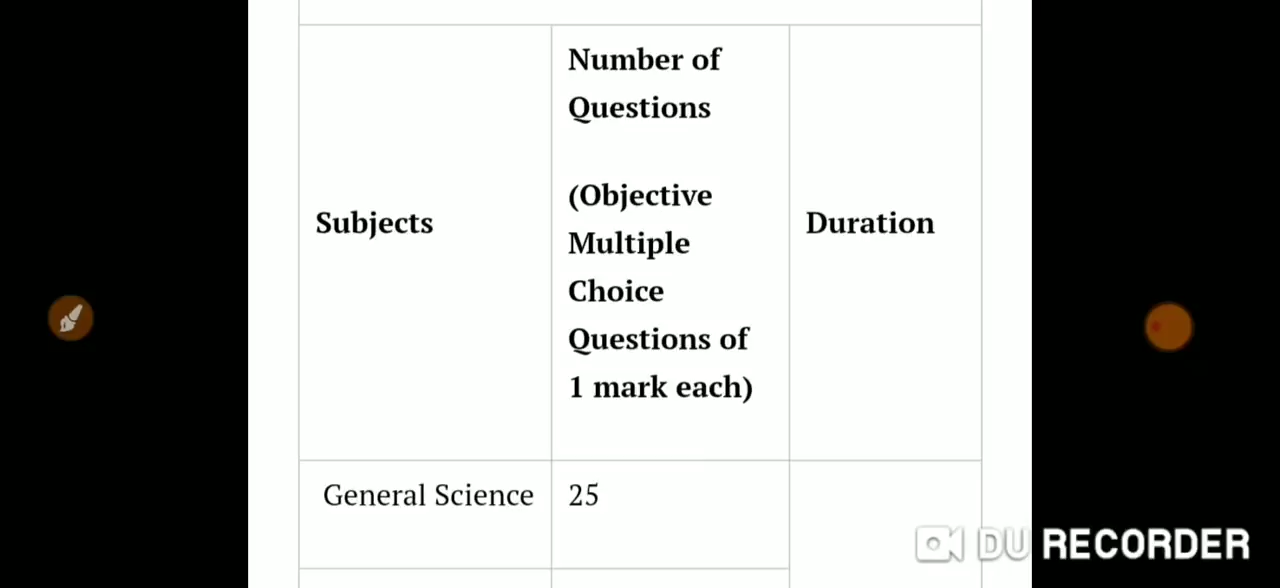 Number of
Questions
(Objective
Subjects
Multiple
Duration
Choice
Questions of
1 mark each)
General Science 25
DU RECORDER